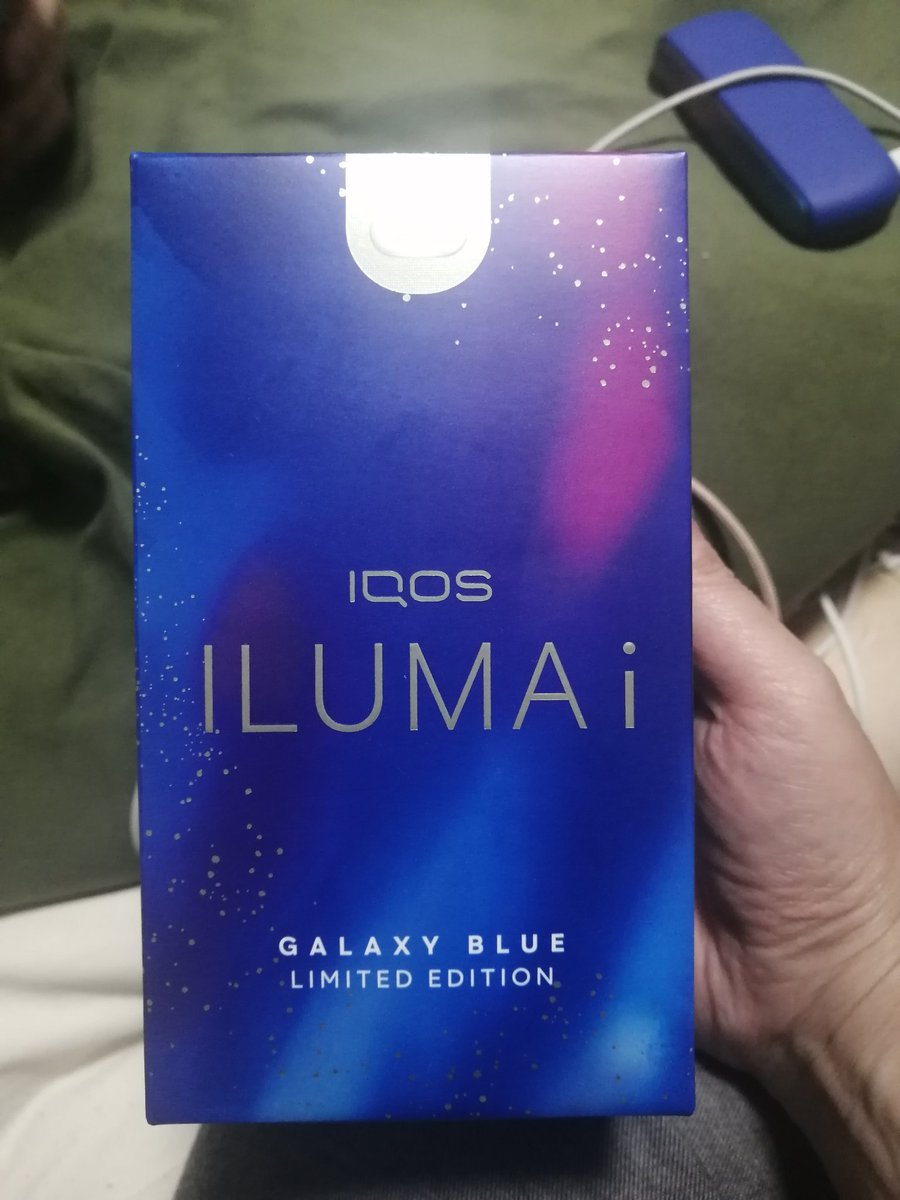 IQOS
ILUMA i
GALAXY BLUE
LIMITED EDITION